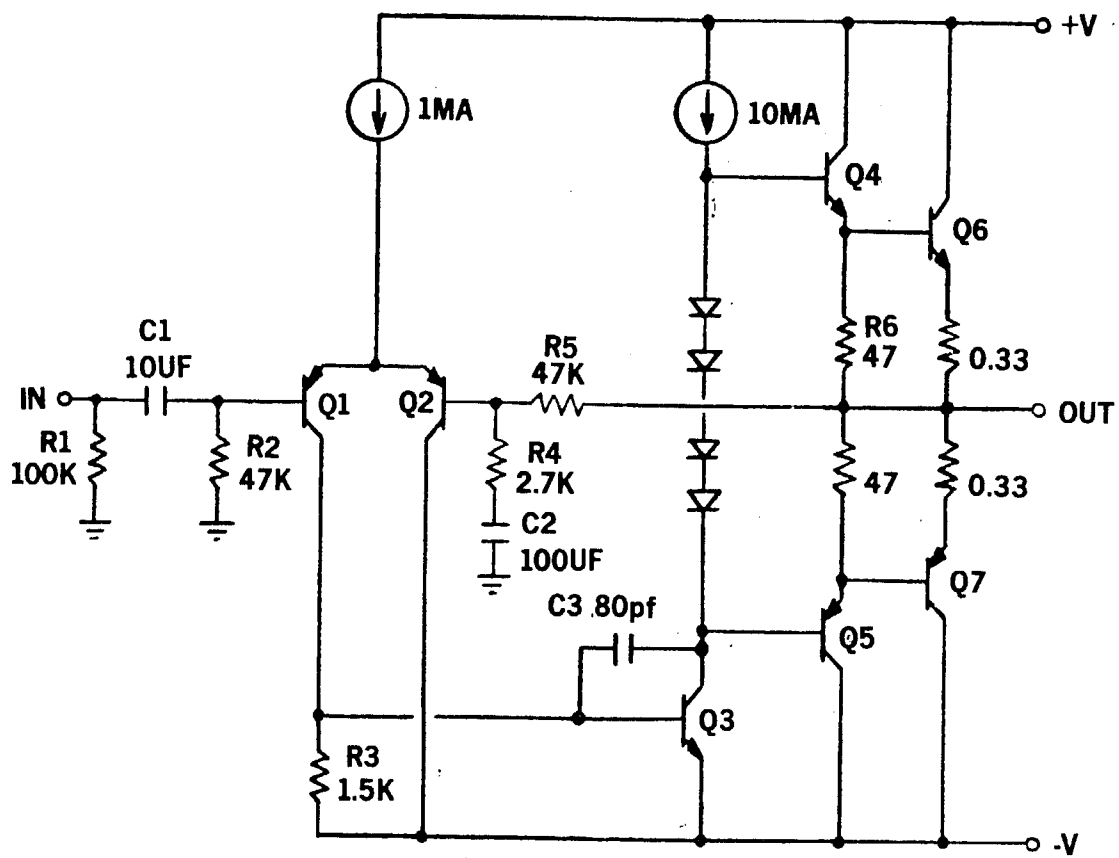 +V
1MA
10MA
Q4
Q6
C1
10UF
R5
47K
R6
47
0.33
IN
Q1
Q2
OUT
R1
100K
R2
47K
R4
2.7K
47
0.33
C2
100UF
C3 .80pf
Q7
Q5
Q3
R3
1.5K
-V